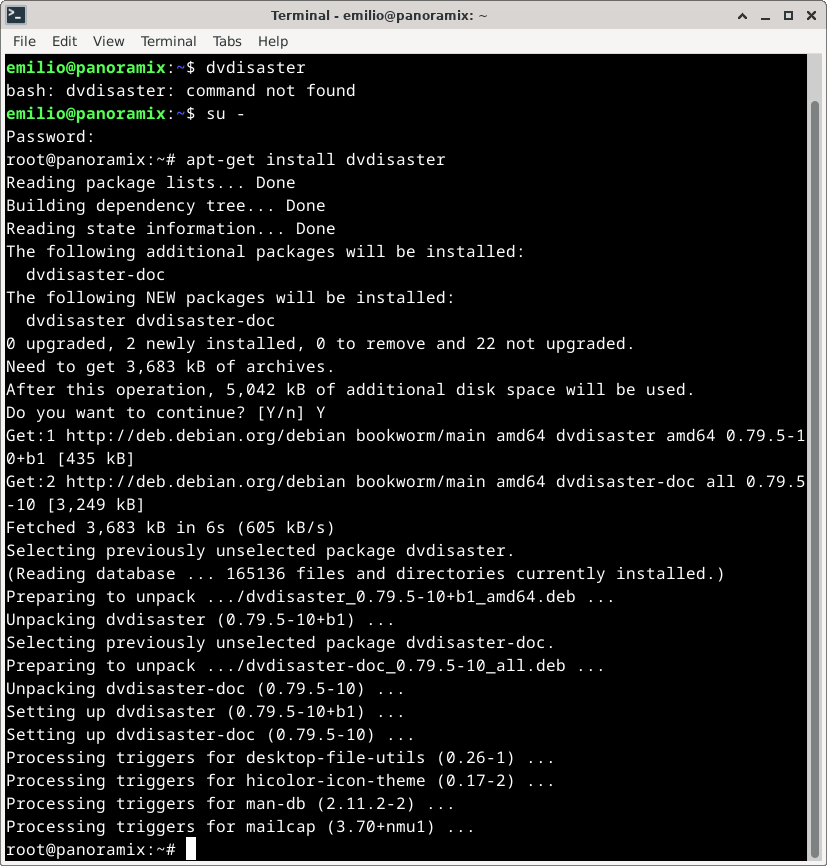 Terminal - emilio@panoramix: ~
File Edit View Terminal Tabs Help
emilio@panoramix:~$ dvdisaster
bash: dvdisaster: command not found
emilio@panoramix:~$ su -
Password:
root@panoramix:~# apt-get install dvdisaster
Reading package lists... Done
Building dependency tree... Done
Reading state information... Done
The following additional packages will be installed:
  dvdisaster-doc
The following NEW packages will be installed:
  dvdisaster dvdisaster-doc
0 upgraded, 2 newly installed, 0 to remove and 22 not upgraded.
Need to get 3,683 kB of archives.
After this operation, 5,042 kB of additional disk space will be used.
Do you want to continue? [Y/n] Y
Get:1 http://deb.debian.org/debian bookworm/main amd64 dvdisaster amd64 0.79.5-1
0+b1 [435 kB]
Get:2 http://deb.debian.org/debian bookworm/main amd64 dvdisaster-doc all 0.79.5
-10 [3,249 kB]
Fetched 3,683 kB in 6s (605 kB/s)
Selecting previously unselected package dvdisaster.
(Reading database ... 165136 files and directories currently installed.)
Preparing to unpack .../dvdisaster_0.79.5-10+b1_amd64.deb ...
Unpacking dvdisaster (0.79.5-10+b1) ...
Selecting previously unselected package dvdisaster-doc.
Preparing to unpack .../dvdisaster-doc_0.79.5-10_all.deb ...
Unpacking dvdisaster-doc (0.79.5-10) ...
Setting up dvdisaster (0.79.5-10+b1) ...
Setting up dvdisaster-doc (0.79.5-10) ...
Processing triggers for desktop-file-utils (0.26-1) ...
Processing triggers for hicolor-icon-theme (0.17-2) ...
Processing triggers for man-db (2.11.2-2) ...
Processing triggers for mailcap (3.70+nmu1) ...
root@panoramix:~#